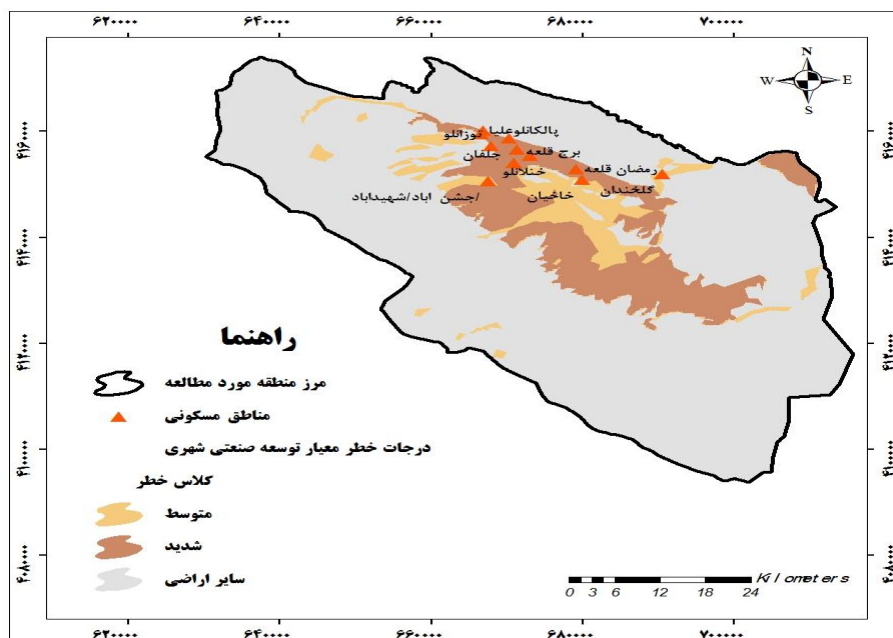 ۶۲۰۰۰۰ ۶۴۰۰۰۰ ۶۶۰۰۰۰ ۶۸۰۰۰۰ ۷۰۰۰۰۰
N
W E
S
۴۱۶۰۰۰۰ ۴۱۶۰۰۰۰
توزانلو
پالکانلوعلیا
جلفان
برج قلعه
خنلانلو
رمضان قلعه
گلخندان
خاخیان
/جشن اباد/شهیداباد
۴۱۴۰۰۰۰ ۴۱۴۰۰۰۰
راهنما
۴۱۲۰۰۰۰ ۴۱۲۰۰۰۰
مرز منطقه مورد مطالعه
مناطق مسکونی
درجات خطر معیار توسعه صنعتی شهری
۴۱۰۰۰۰۰ ۴۱۰۰۰۰۰
کلاس خطر
متوسط
شدید
سایر اراضی
۴۰۸۰۰۰۰ ۴۰۸۰۰۰۰
Kilometers
0 3 6 12 18 24
۶۲۰۰۰۰ ۶۴۰۰۰۰ ۶۶۰۰۰۰ ۶۸۰۰۰۰ ۷۰۰۰۰۰